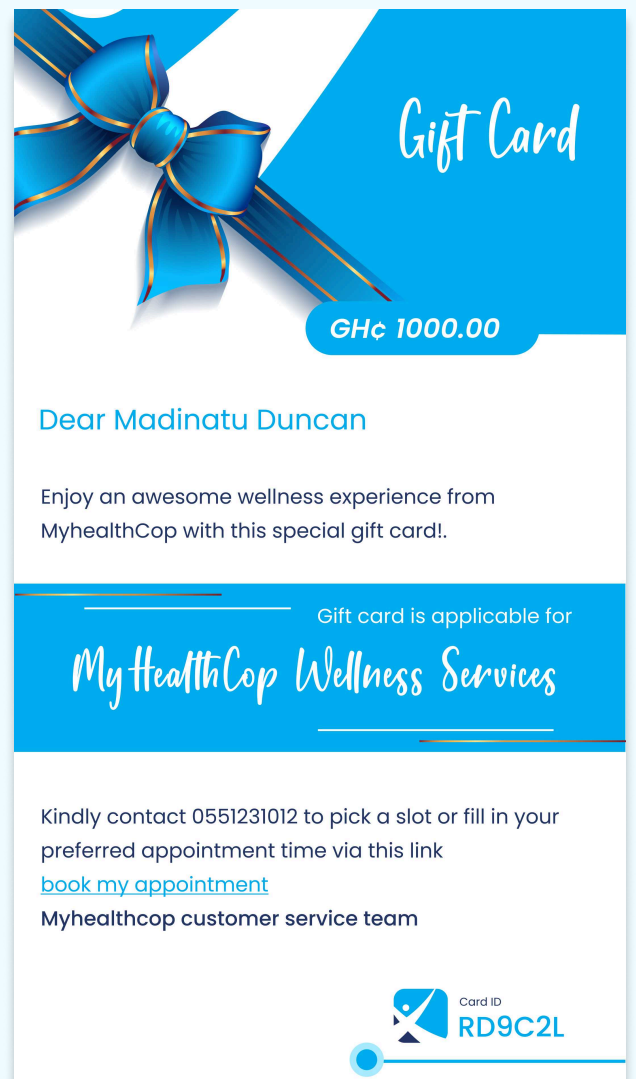 Gift Card
GH¢ 1000.00
Dear Madinatu Duncan
Enjoy an awesome wellness experience from
MyhealthCop with this special gift card!.
Gift card is applicable for
MyHealthCop Wellness Services
Kindly contact 0551231012 to pick a slot or fill in your
preferred appointment time via this link
book my appointment
Myhealthcop customer service team
Card ID
RD9C2L